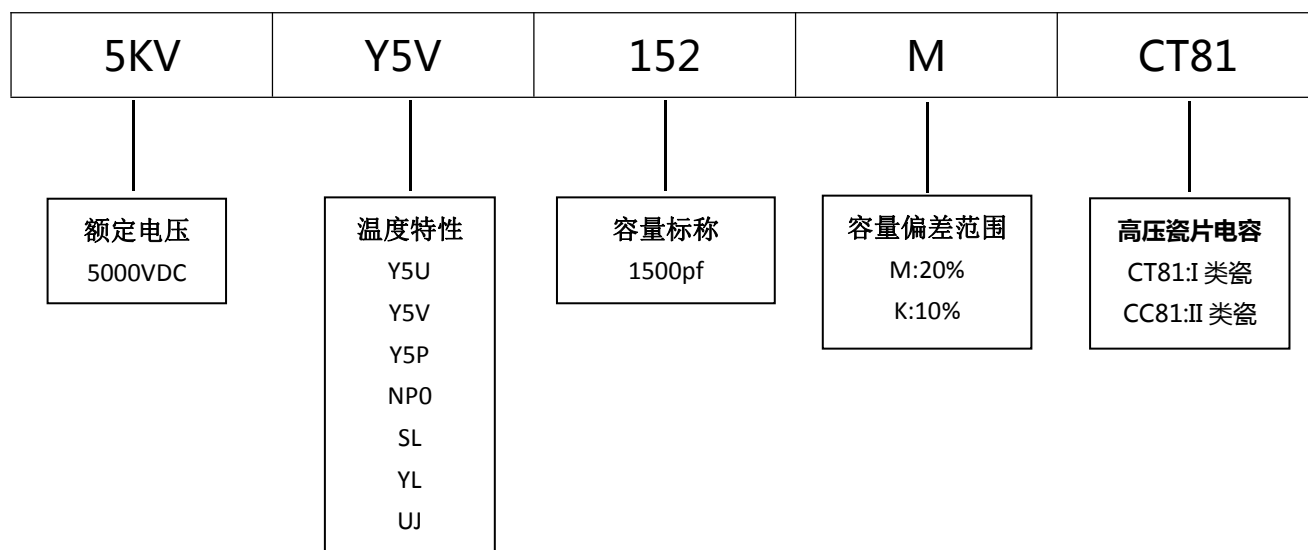 5KV Y5V 152 M CT81
额定电压
5000VDC
温度特性
Y5U
Y5V
Y5P
NP0
SL
YL
UJ
容量标称
1500pf
容量偏差范围
M:20%
K:10%
高压瓷片电容
CT81:I 类瓷
CC81:II 类瓷